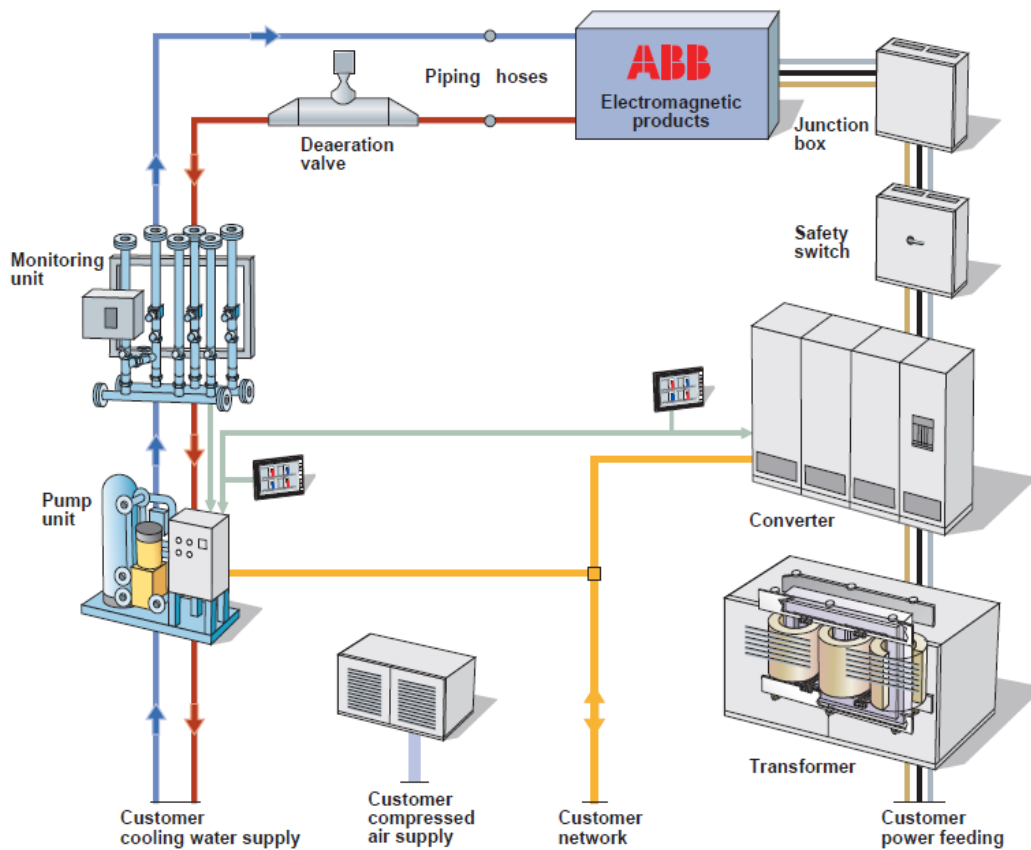 ABB
Electromagnetic
products
Piping hoses
Deaeration
valve
Junction
box
Safety
switch
Monitoring
unit
Pump
unit
Converter
Transformer
Customer
cooling water supply
Customer
compressed
air supply
Customer
network
Customer
power feeding